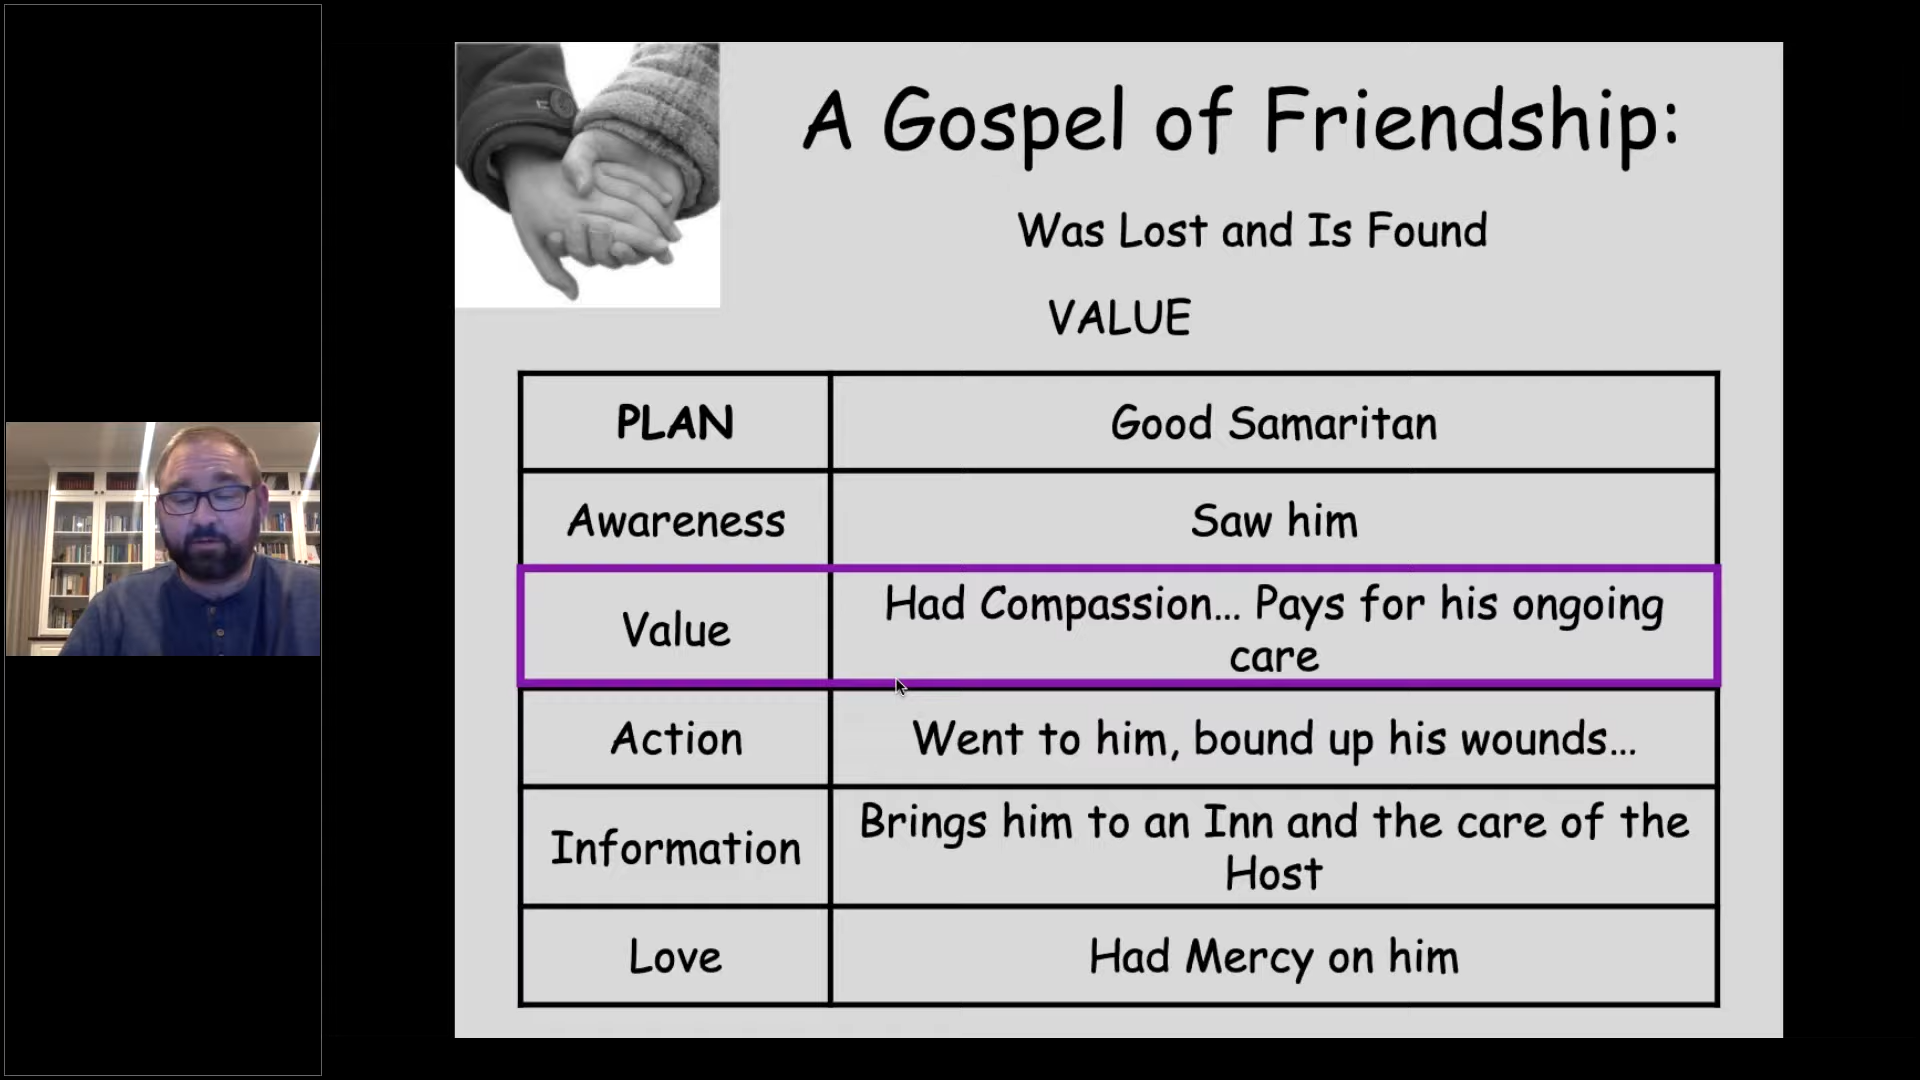 A Gospel of Friendship:
Was Lost and Is Found
VALUE
PLAN
Good Samaritan
Awareness
Saw him
Value
Had Compassion... Pays for his ongoing
care
Action
Went to him, bound up his wounds...
Information
Brings him to an Inn and the care of the
Host
Love
Had Mercy on him